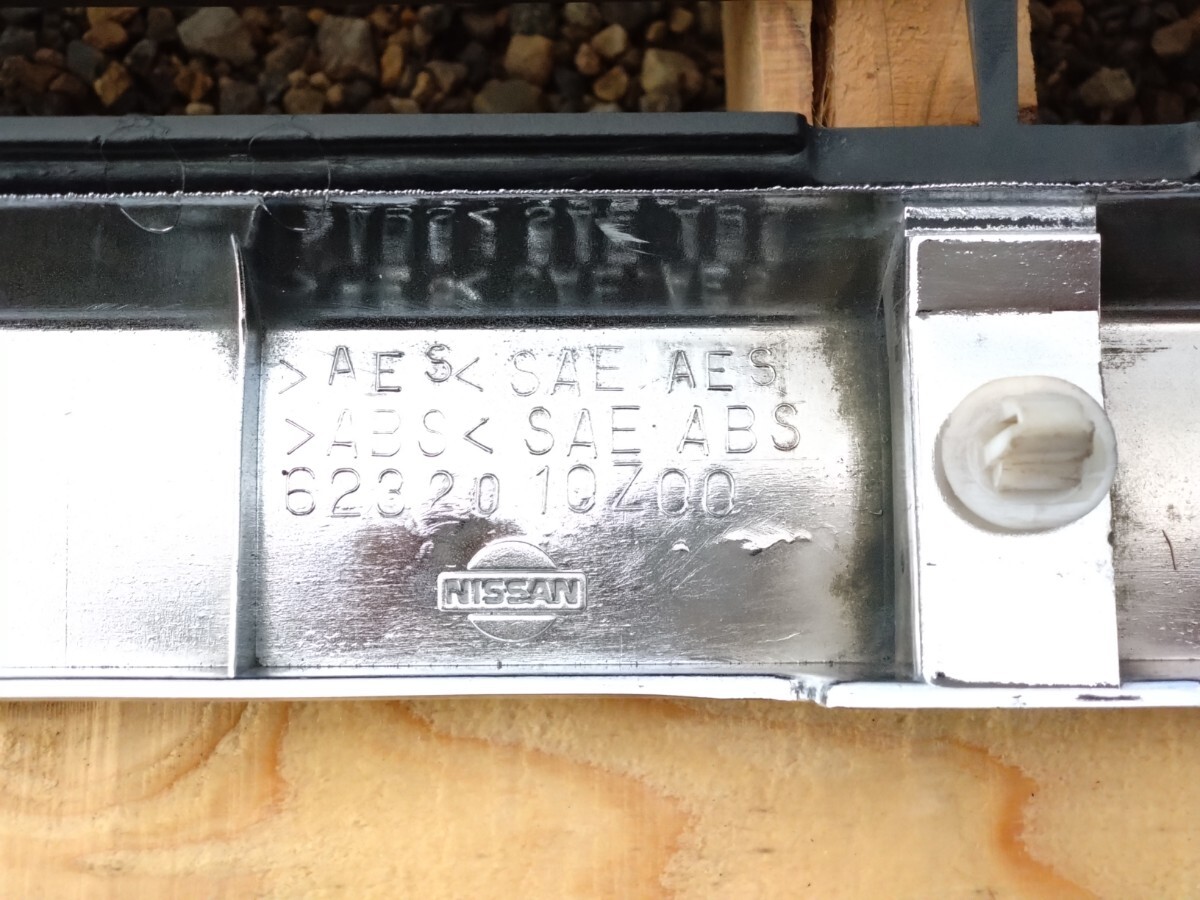 >AES< SAE AES
>ABS< SAE ABS
62320 10Z00
NISSAN